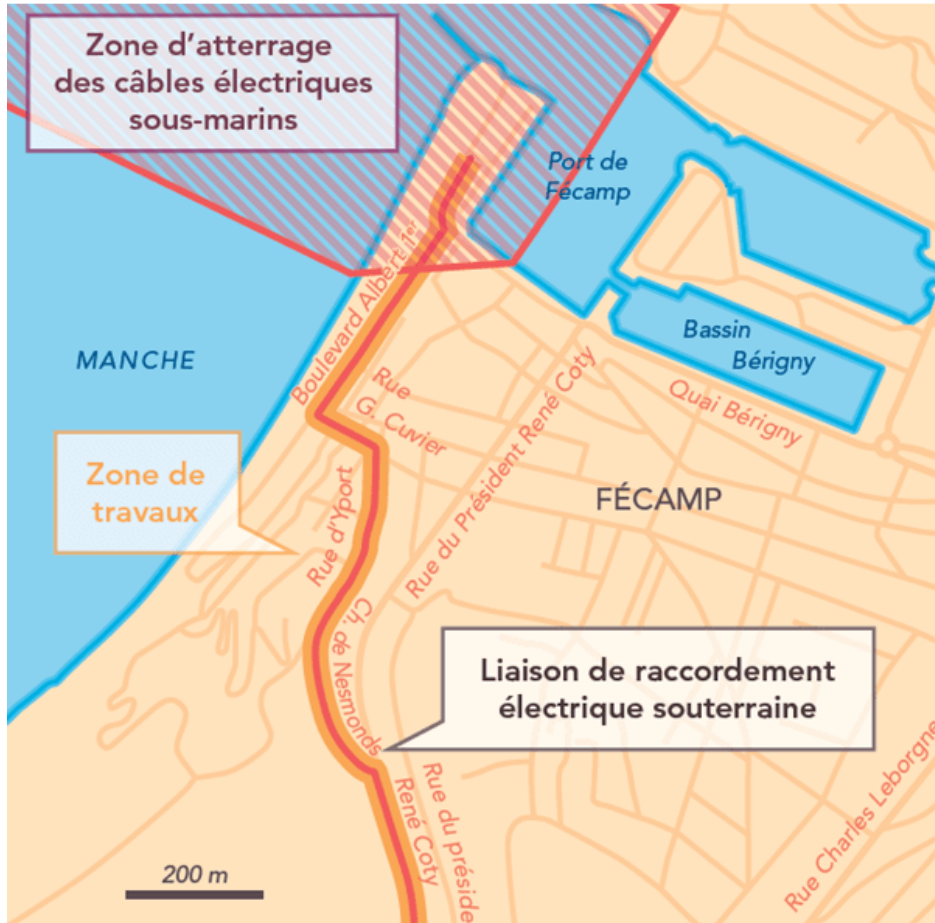 Zone d'atterrage
des câbles électriques
sous-marins
Port de
Fécamp
Boulevard Albert 1er
MANCHE
Bassin
Bérigny
Quai Bérigny
Rue
G. Cuvier
Rue du Président René Coty
Zone de
travaux
FÉCAMP
Rue d'Yport
Ch. de Nesmonds
Liaison de raccordement
électrique souterraine
Rue du préside
René Coty
Rue Charles Leborgne
200 m